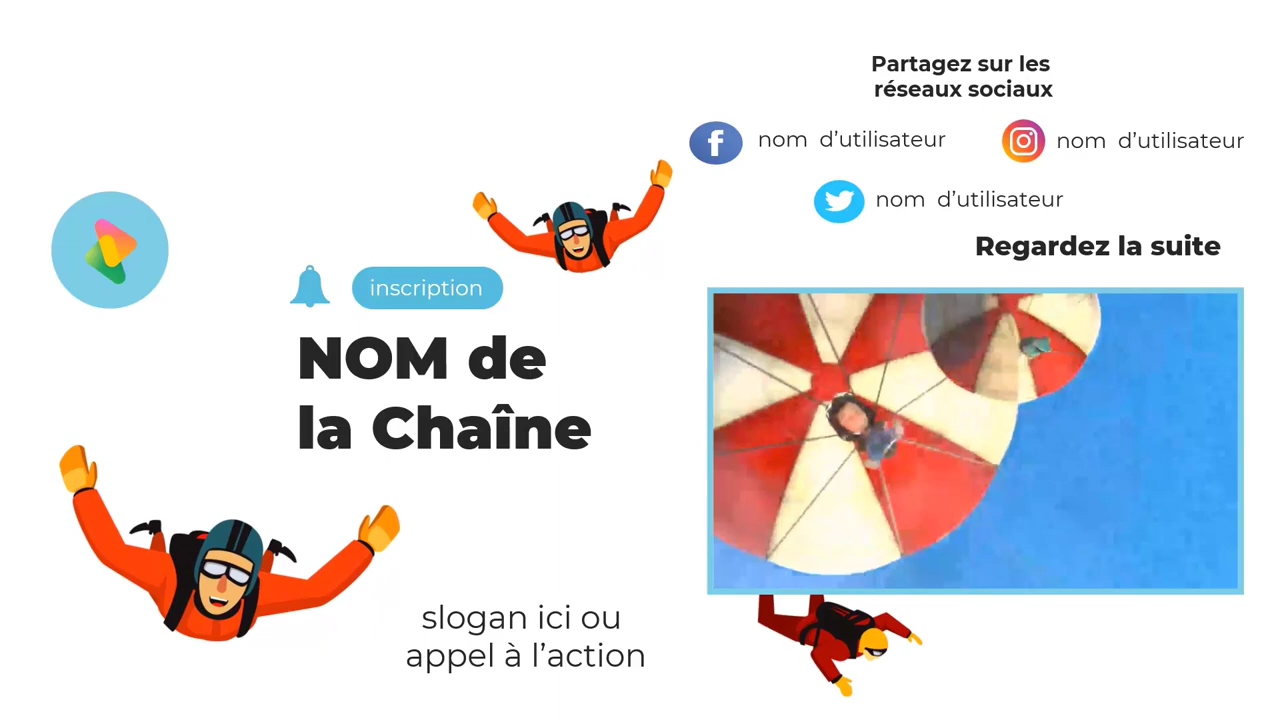 Partagez sur les
réseaux sociaux
nom d'utilisateur
nom d'utilisateur
nom d'utilisateur
Regardez la suite
inscription
NOM de
la Chaîne
slogan ici ou
appel à l'action